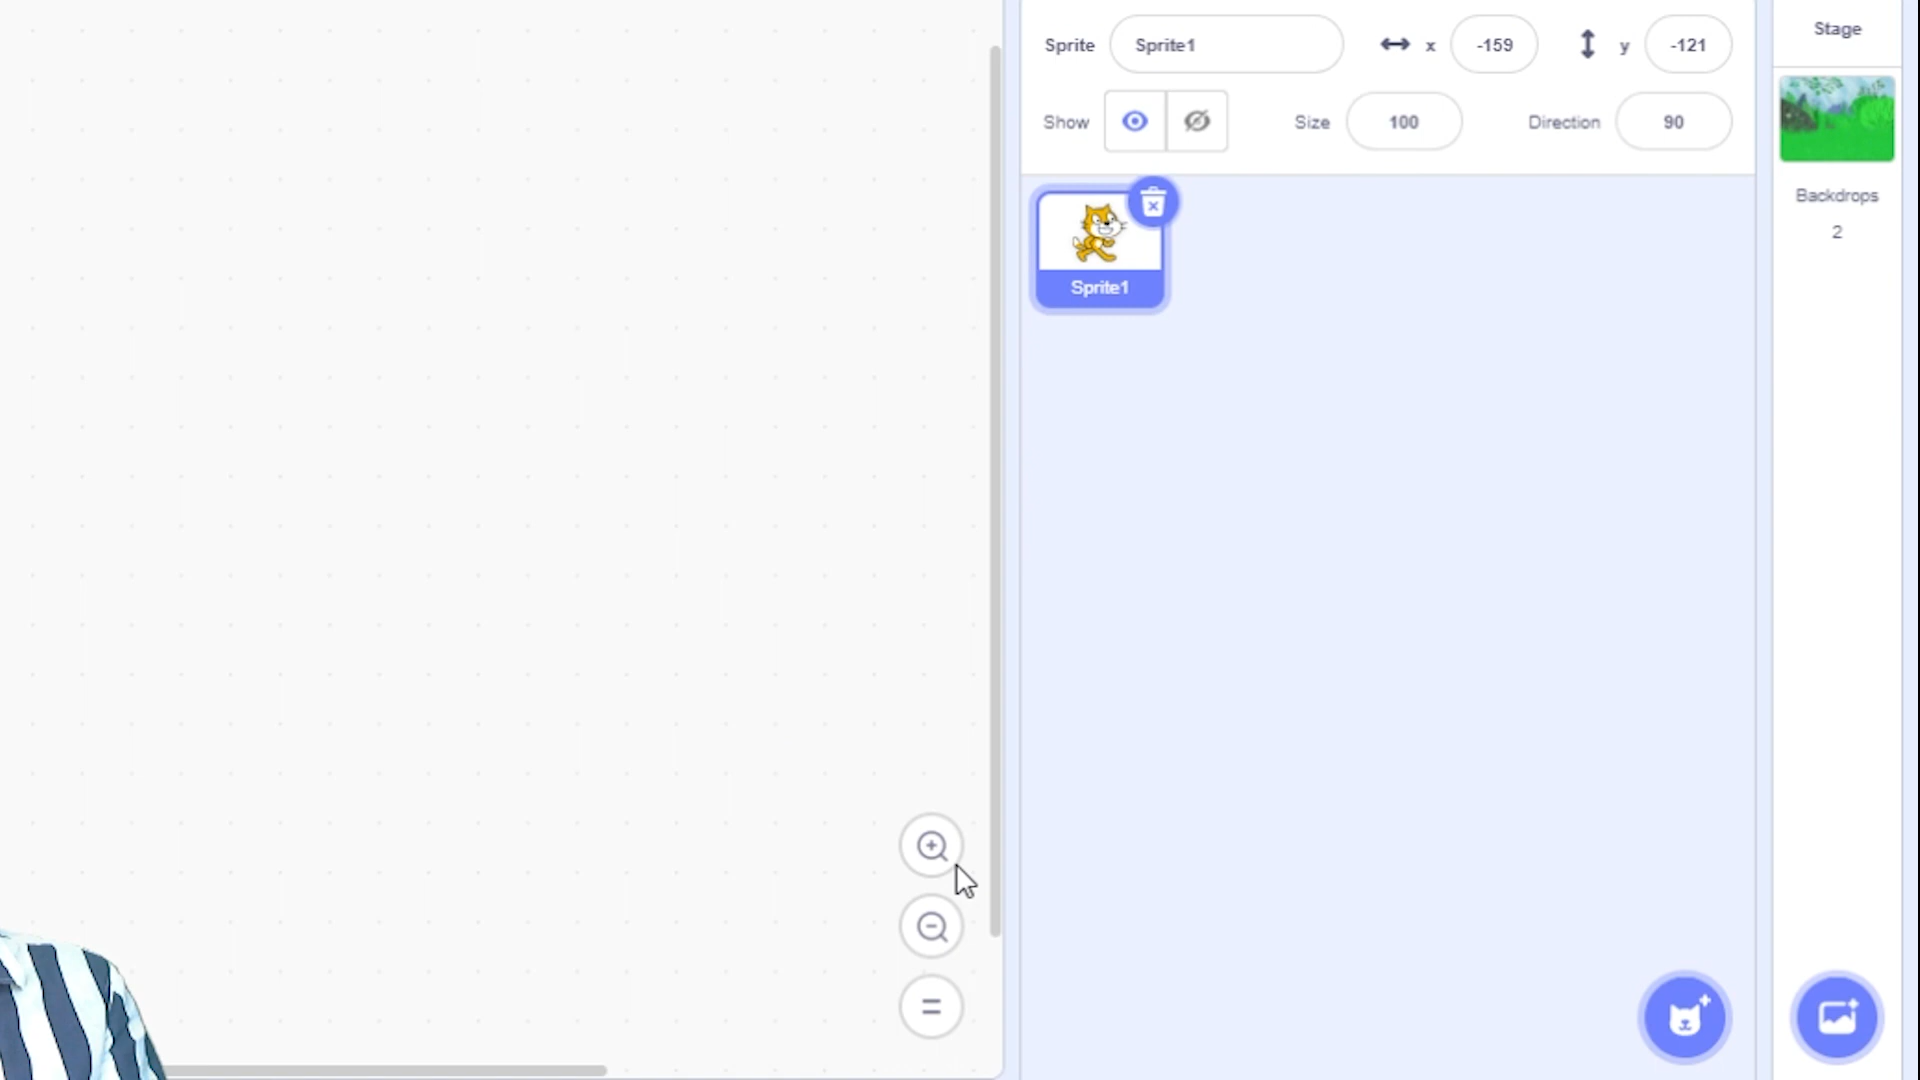 Sprite Sprite1 x -159 y -121
Show Size 100 Direction 90
Sprite1
Stage
Backdrops
2